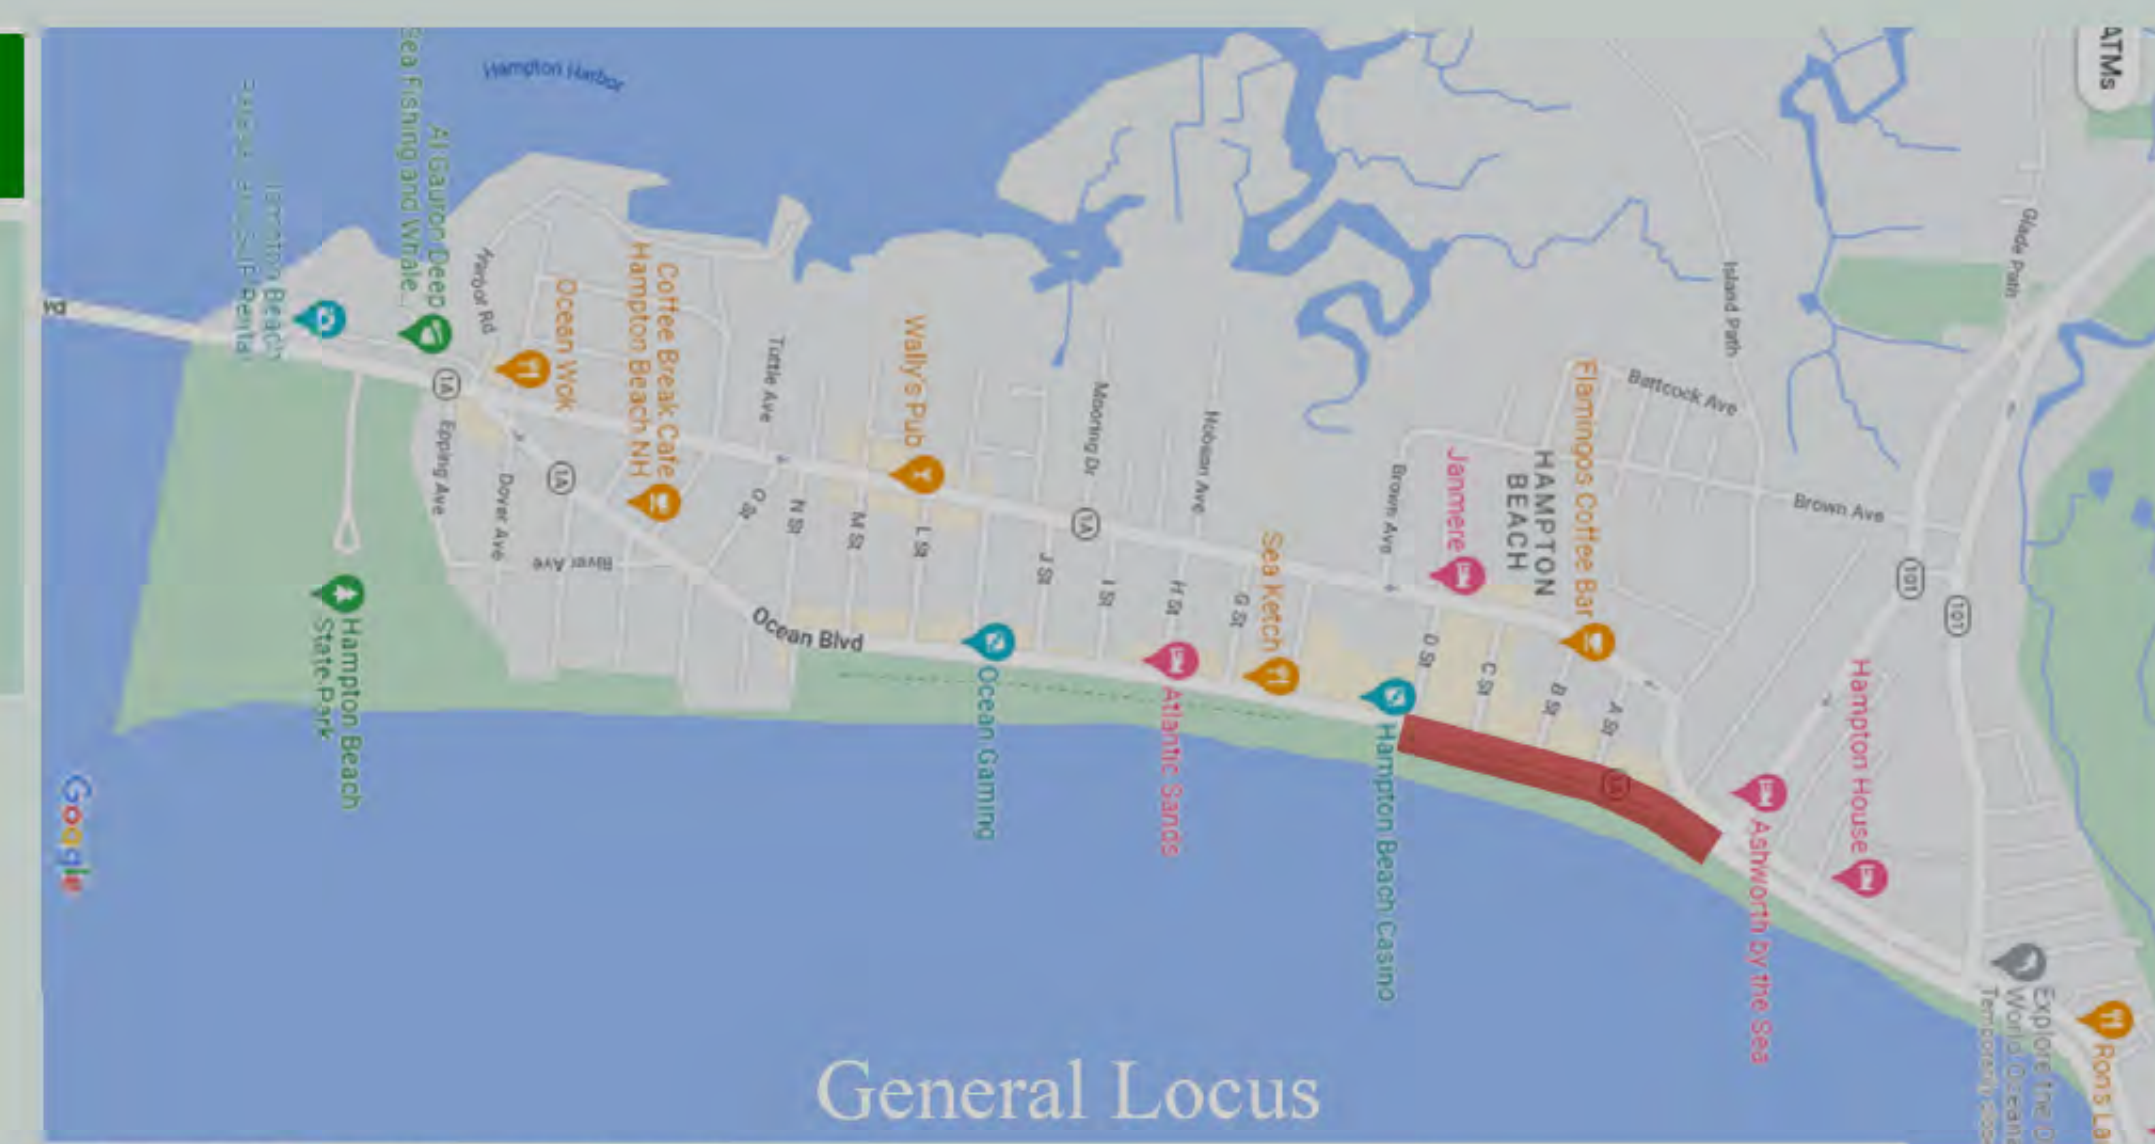 ATMs
Hampton Harbor
Sea Fishing and Whale...
Al Gauron Deep
Harbor Rd
Ocean Wok
Coffee Break Cafe
Hampton Beach NH
Tuttle Ave
Wally's Pub
Mooring Dr
Hobson Ave
Island Path
Glade Path
Battcock Ave
Flamingos Coffee Bar
HAMPTON
BEACH
Janmere
Brown Ave
Brown Ave
101
101
1A
1A
1A
1A
Epping Ave
Dover Ave
River Ave
O St
N St
M St
L St
J St
I St
H St
G St
Sea Ketch
D St
C St
B St
A St
Ocean Blvd
Ocean Gaming
Atlantic Sands
Hampton Beach Casino
Hampton House
Ashworth by the Sea
Hampton Beach
State Park
Google
General Locus